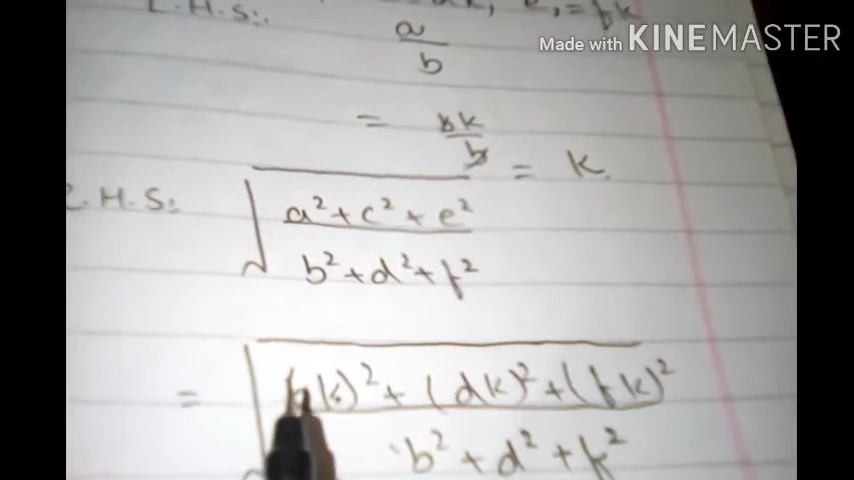 L.H.S:. , e, = fk
Made with KINEMASTER
a/b
= bk/b = k.
.H.S: √(a²+c²+e²)/(b²+d²+f²)
= √(bk)²+(dk)²+(fk)²/b²+d²+f²